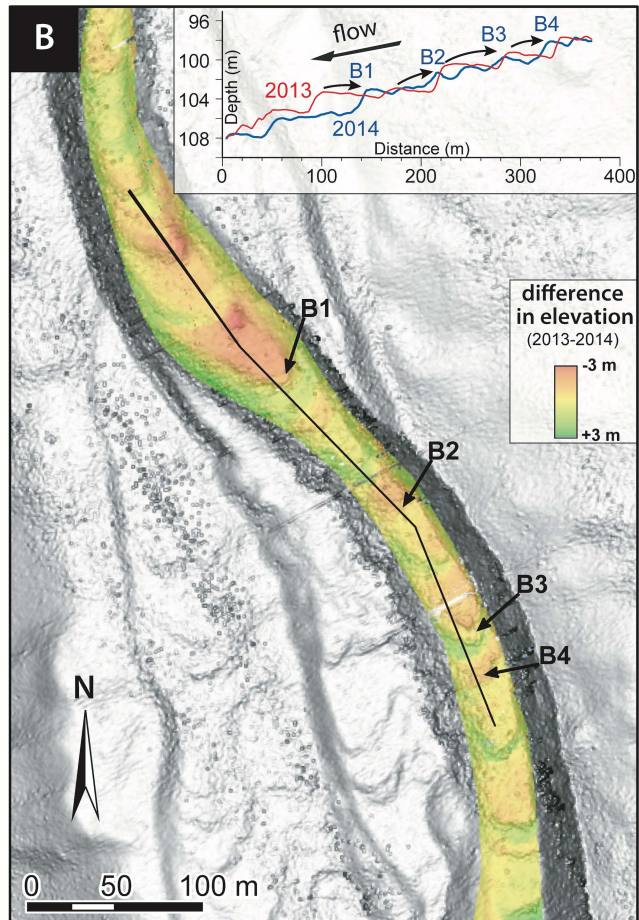 B
flow
B1
B2
B3
B4
2013
2014
Depth (m)
96
100
104
108
0
100
200
300
400
Distance (m)
difference
in elevation
(2013-2014)
-3 m
+3 m
B1
B2
B3
B4
N
0 50 100 m